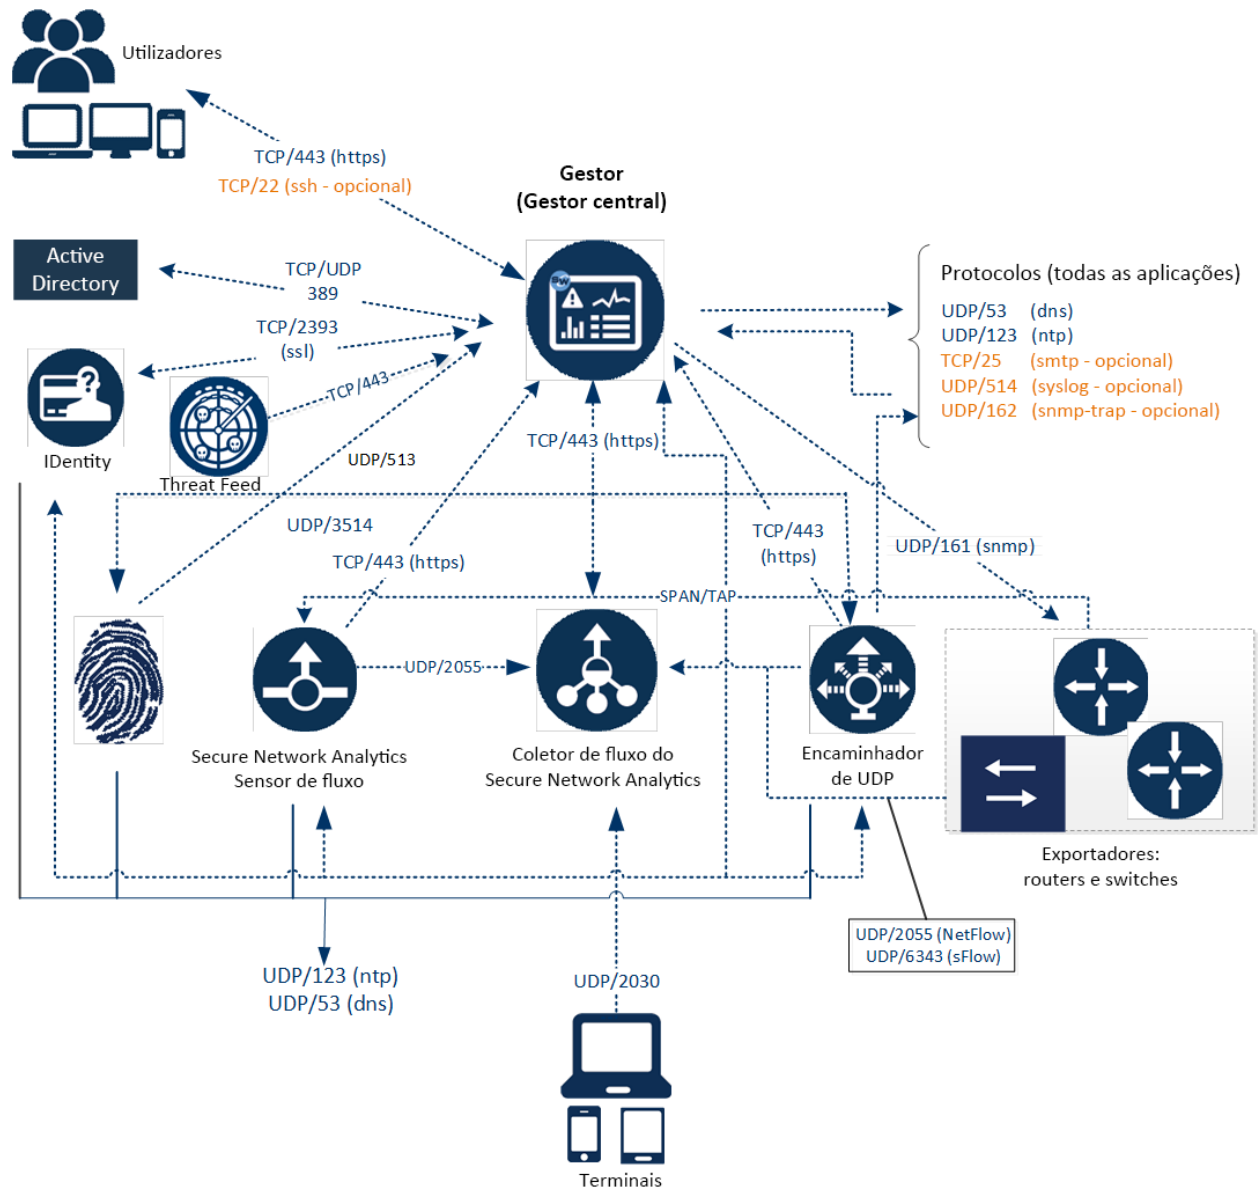 Utilizadores
TCP/443 (https)
TCP/22 (ssh - opcional)
Gestor
(Gestor central)
Active
Directory
TCP/UDP
389
TCP/2393
(ssl)
TCP/443
IDentity
Threat Feed
Protocolos (todas as aplicações)
UDP/53 (dns)
UDP/123 (ntp)
TCP/25 (smtp - opcional)
UDP/514 (syslog - opcional)
UDP/162 (snmp-trap - opcional)
TCP/443 (https)
UDP/513
UDP/3514
TCP/443 (https)
TCP/443
(https)
UDP/161 (snmp)
SPAN/TAP
UDP/2055
Secure Network Analytics
Sensor de fluxo
Coletor de fluxo do
Secure Network Analytics
Encaminhador
de UDP
Exportadores:
routers e switches
UDP/2055 (NetFlow)
UDP/6343 (sFlow)
UDP/123 (ntp)
UDP/53 (dns)
UDP/2030
Terminais